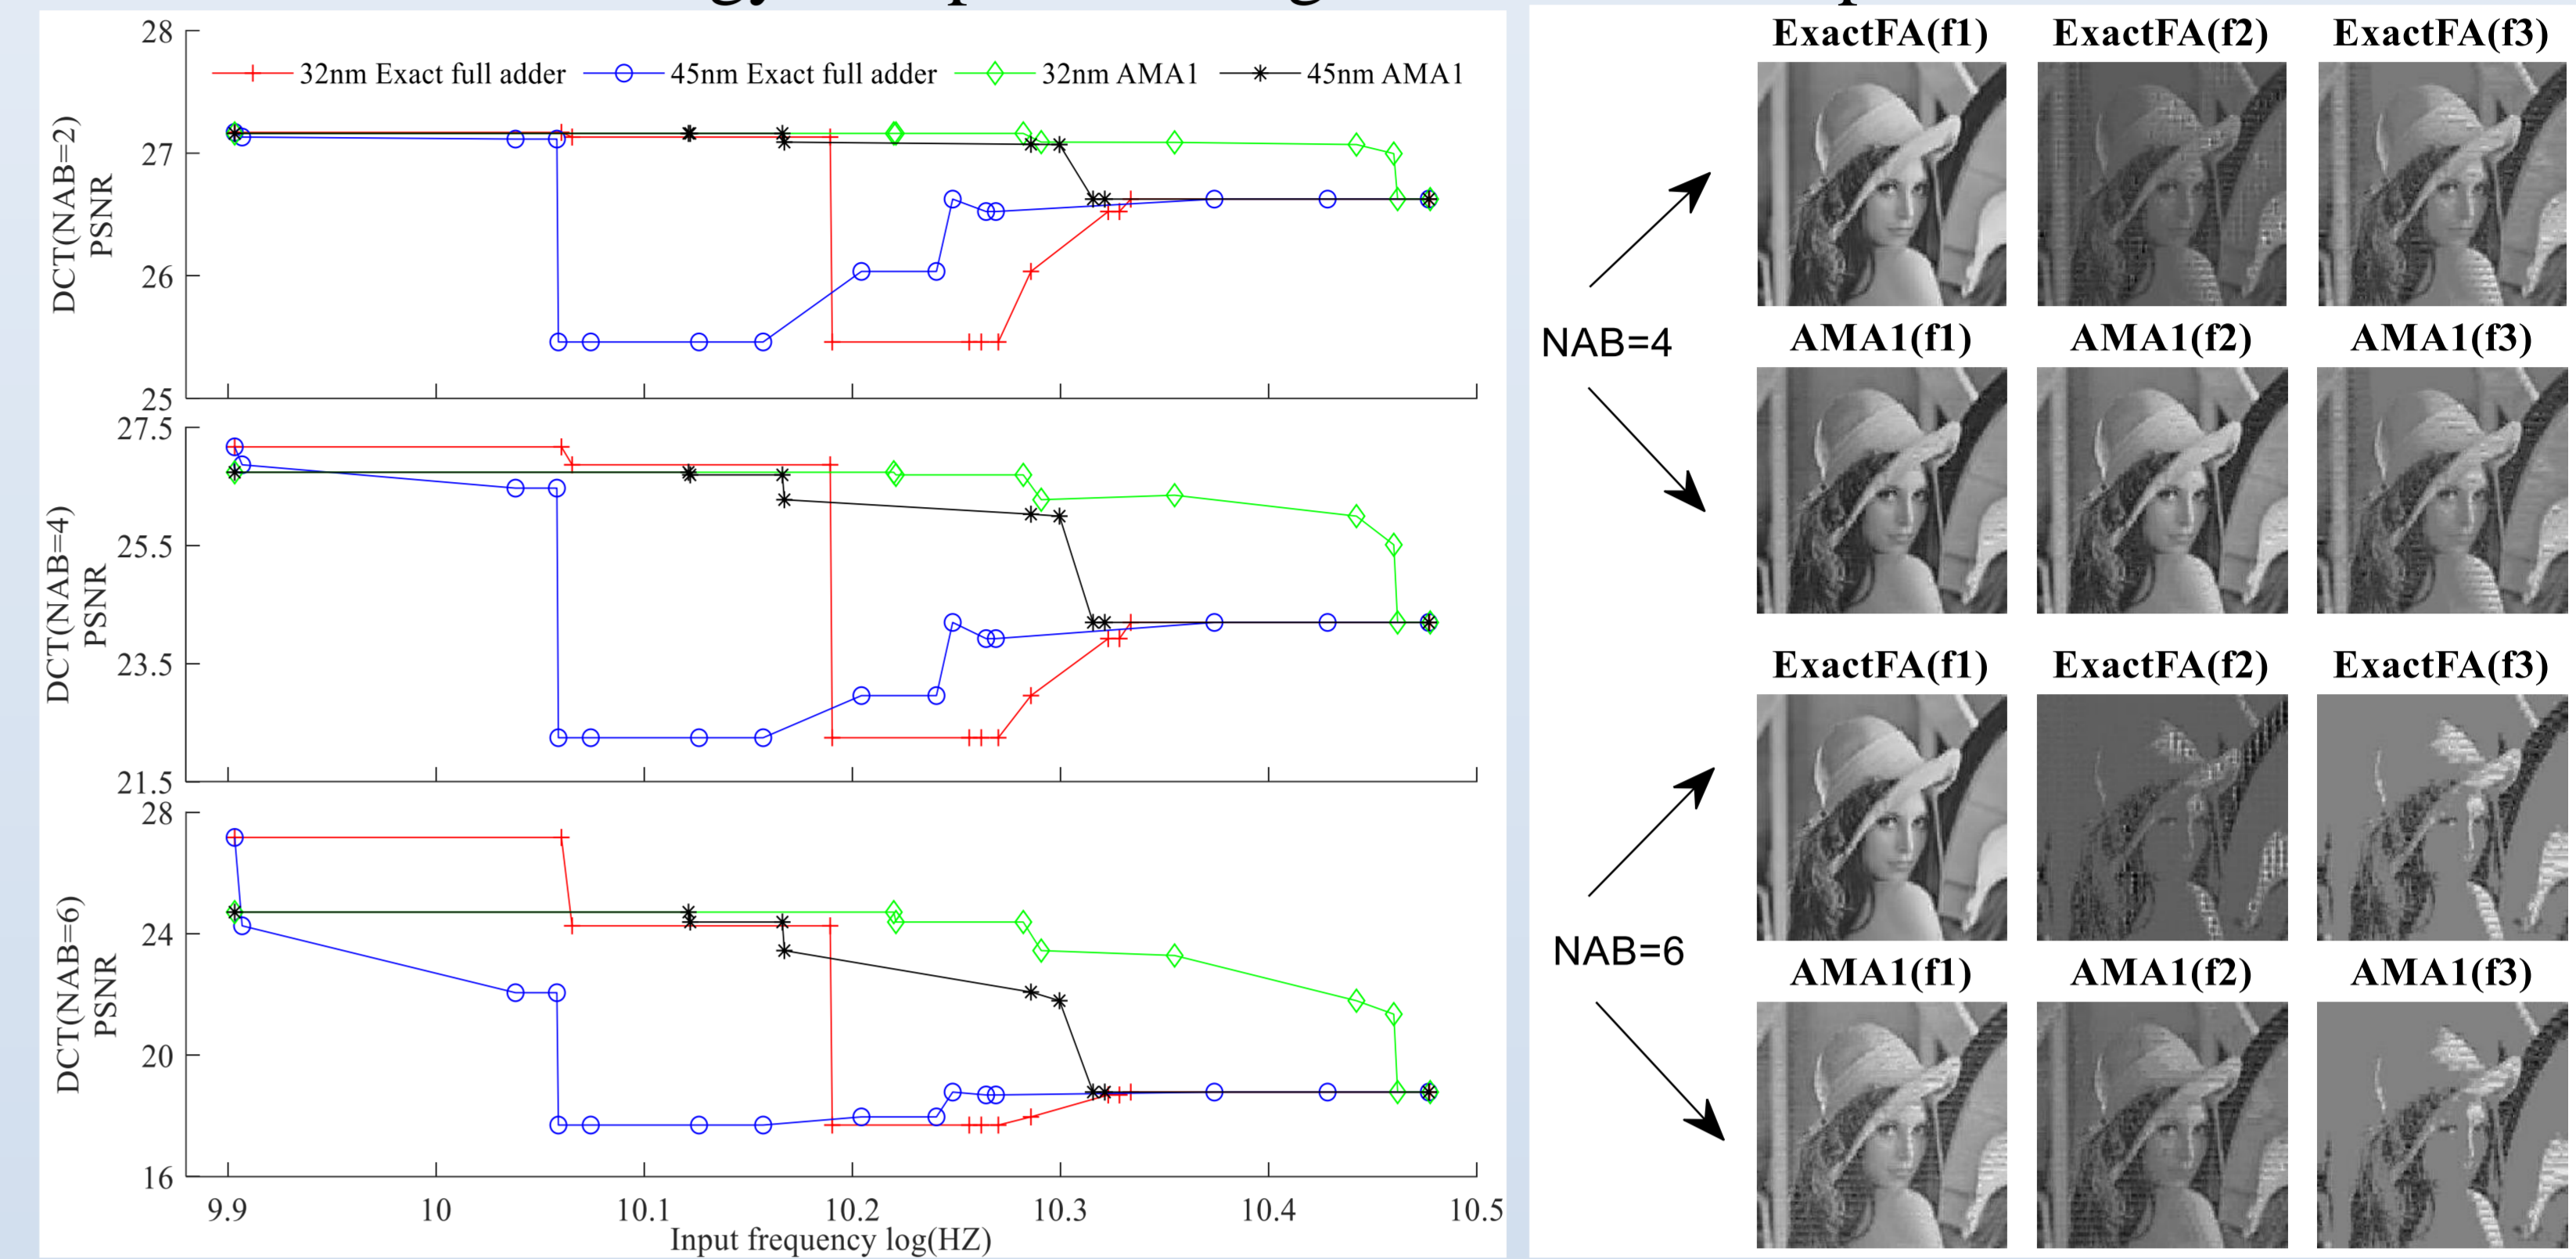 28
32nm Exact full adder 45nm Exact full adder 32nm AMA1 45nm AMA1
27
26
25
DCT(NAB=2)
PSNR
27.5
25.5
23.5
21.5
DCT(NAB=4)
PSNR
28
24
20
16
DCT(NAB=6)
PSNR
9.9 10 10.1 10.2 10.3 10.4 10.5
Input frequency log(HZ)
ExactFA(f1) ExactFA(f2) ExactFA(f3)
NAB=4
AMA1(f1) AMA1(f2) AMA1(f3)
ExactFA(f1) ExactFA(f2) ExactFA(f3)
NAB=6
AMA1(f1) AMA1(f2) AMA1(f3)